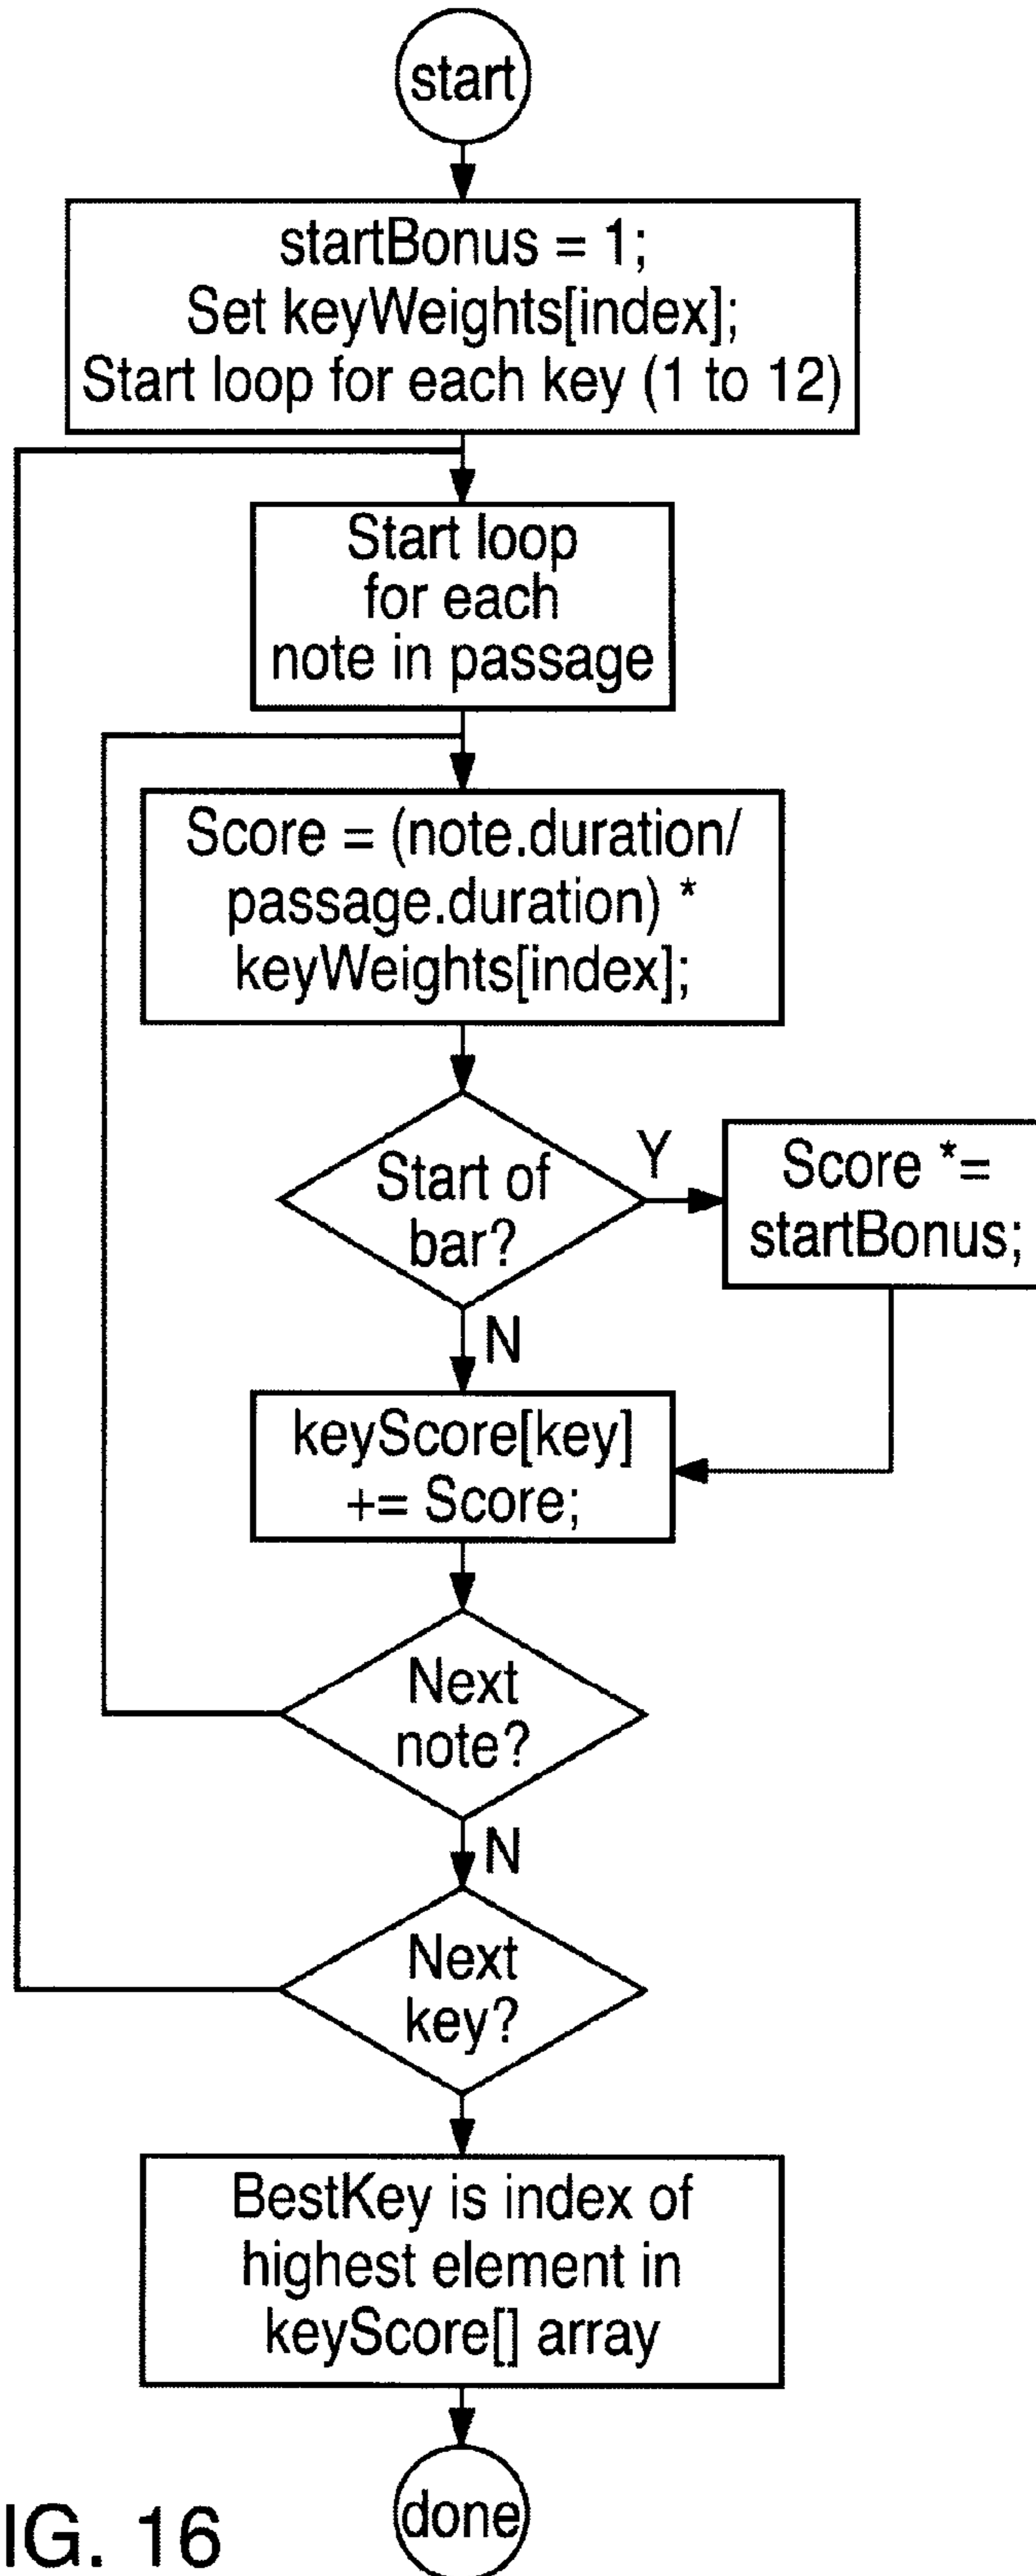 start
startBonus = 1;
Set keyWeights[index];
Start loop for each key (1 to 12)
Start loop
for each
note in passage
Score = (note.duration/
passage.duration) *
keyWeights[index];
Start of
bar?
Y
Score *=
startBonus;
N
keyScore[key]
+= Score;
Next
note?
N
Next
key?
BestKey is index of
highest element in
keyScore[] array
done
IG. 16